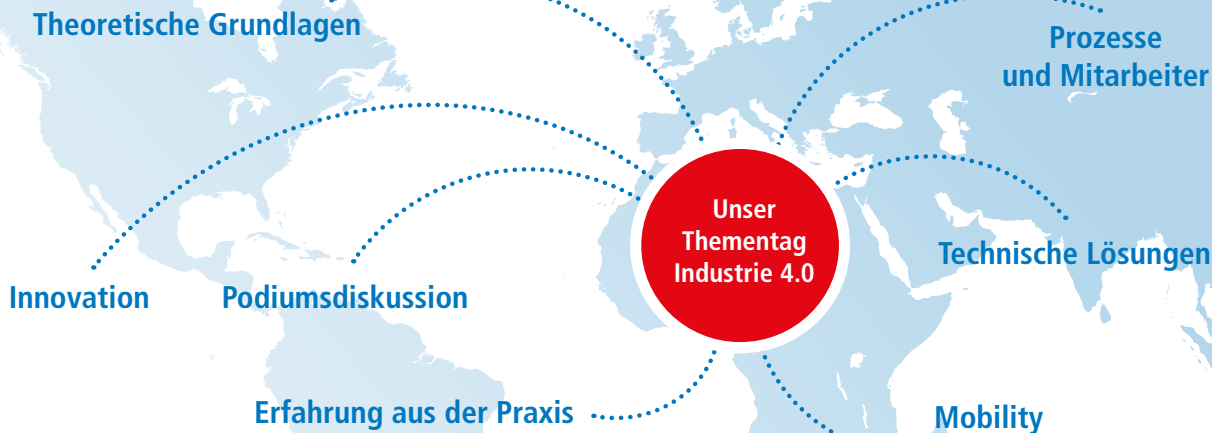 Theoretische Grundlagen
Prozesse
und Mitarbeiter
Unser
Thementag
Industrie 4.0
Technische Lösungen
Innovation
Podiumsdiskussion
Erfahrung aus der Praxis
Mobility